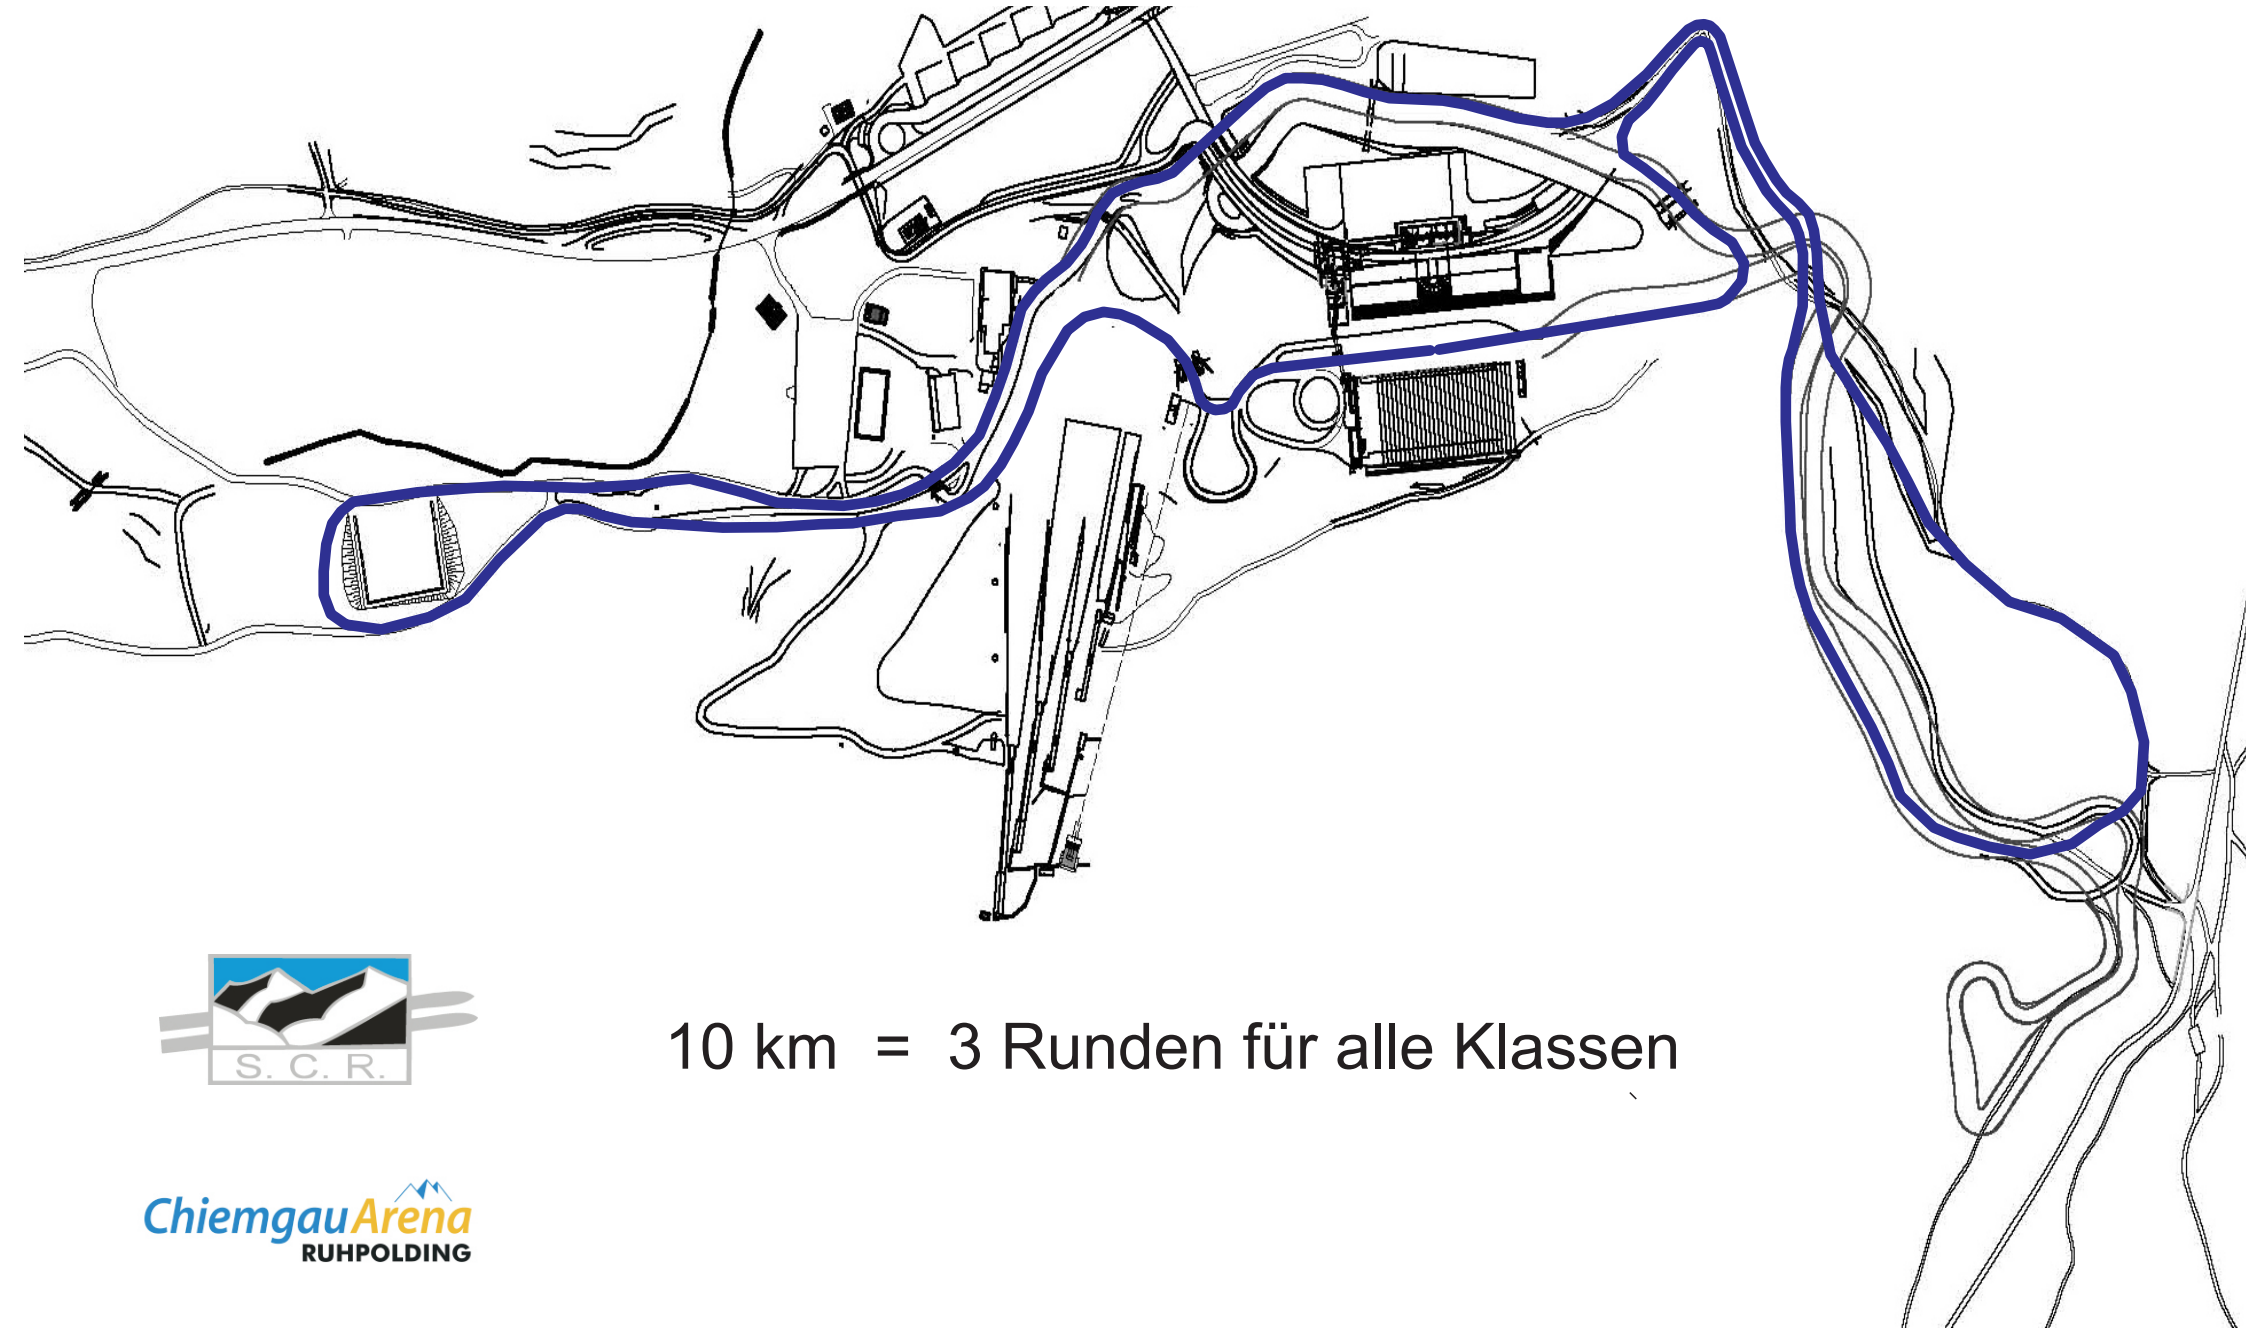 S. C. R.
10 km = 3 Runden für alle Klassen
ChiemgauArena
RUHPOLDING